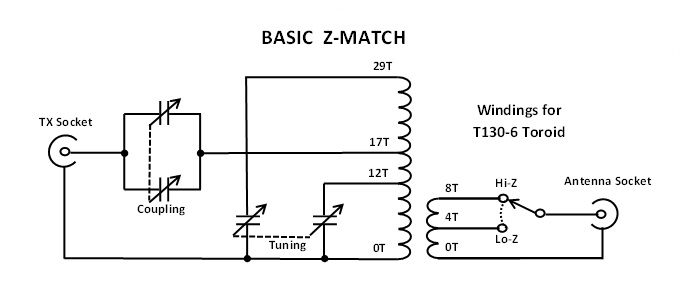 BASIC Z-MATCH
29T
Windings for
T130-6 Toroid
TX Socket
17T
12T
Hi-Z
Antenna Socket
8T
Coupling
4T
Lo-Z
Tuning
0T
0T